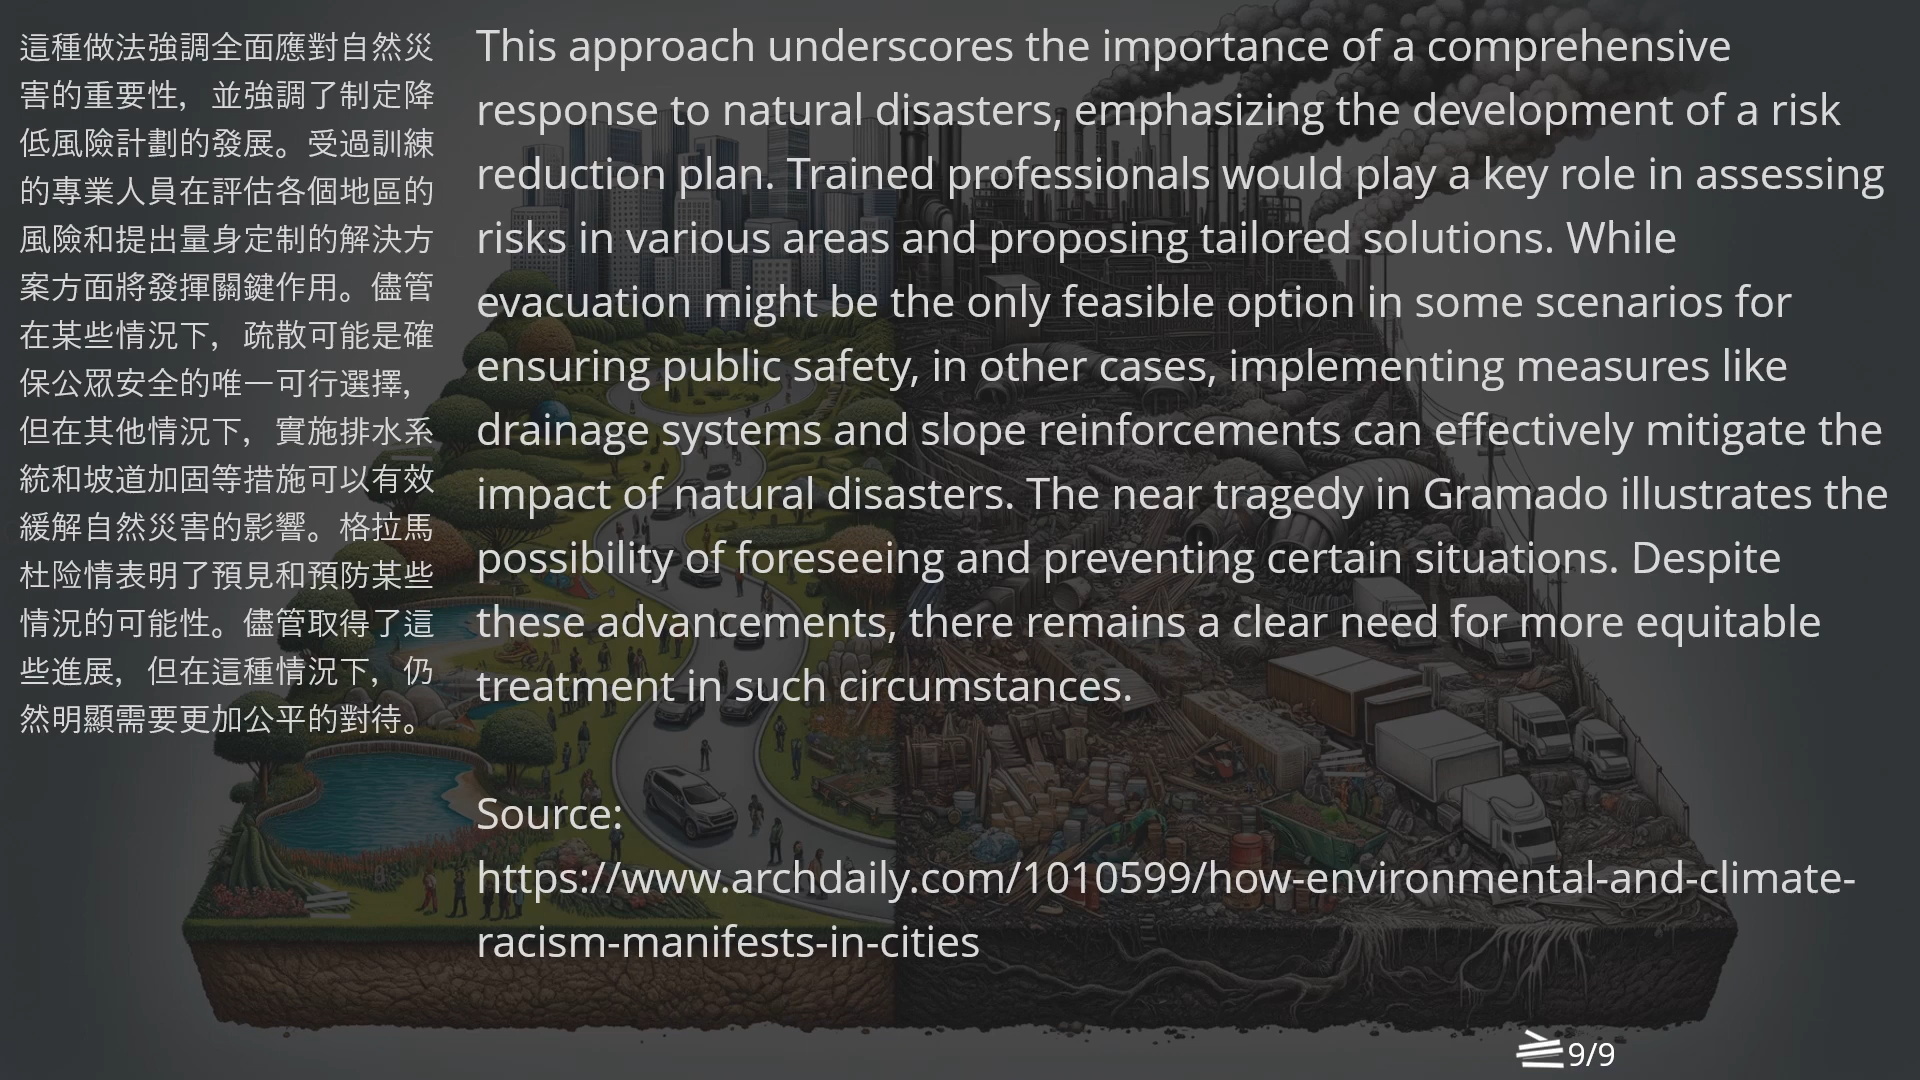 這種做法強調全面應對自然災
害的重要性，並強調了制定降
低風險計劃的發展。受過訓練
的專業人員在評估各個地區的
風險和提出量身定制的解決方
案方面將發揮關鍵作用。儘管
在某些情況下，疏散可能是確
保公眾安全的唯一可行選擇，
但在其他情況下，實施排水系
統和坡道加固等措施可以有效
緩解自然災害的影響。格拉馬
杜险情表明了預見和預防某些
情況的可能性。儘管取得了這
些進展，但在這種情況下，仍
然明顯需要更加公平的對待。
This approach underscores the importance of a comprehensive
response to natural disasters, emphasizing the development of a risk
reduction plan. Trained professionals would play a key role in assessing
risks in various areas and proposing tailored solutions. While
evacuation might be the only feasible option in some scenarios for
ensuring public safety, in other cases, implementing measures like
drainage systems and slope reinforcements can effectively mitigate the
impact of natural disasters. The near tragedy in Gramado illustrates the
possibility of foreseeing and preventing certain situations. Despite
these advancements, there remains a clear need for more equitable
treatment in such circumstances.
Source:
https://www.archdaily.com/1010599/how-environmental-and-climate-
racism-manifests-in-cities
9/9